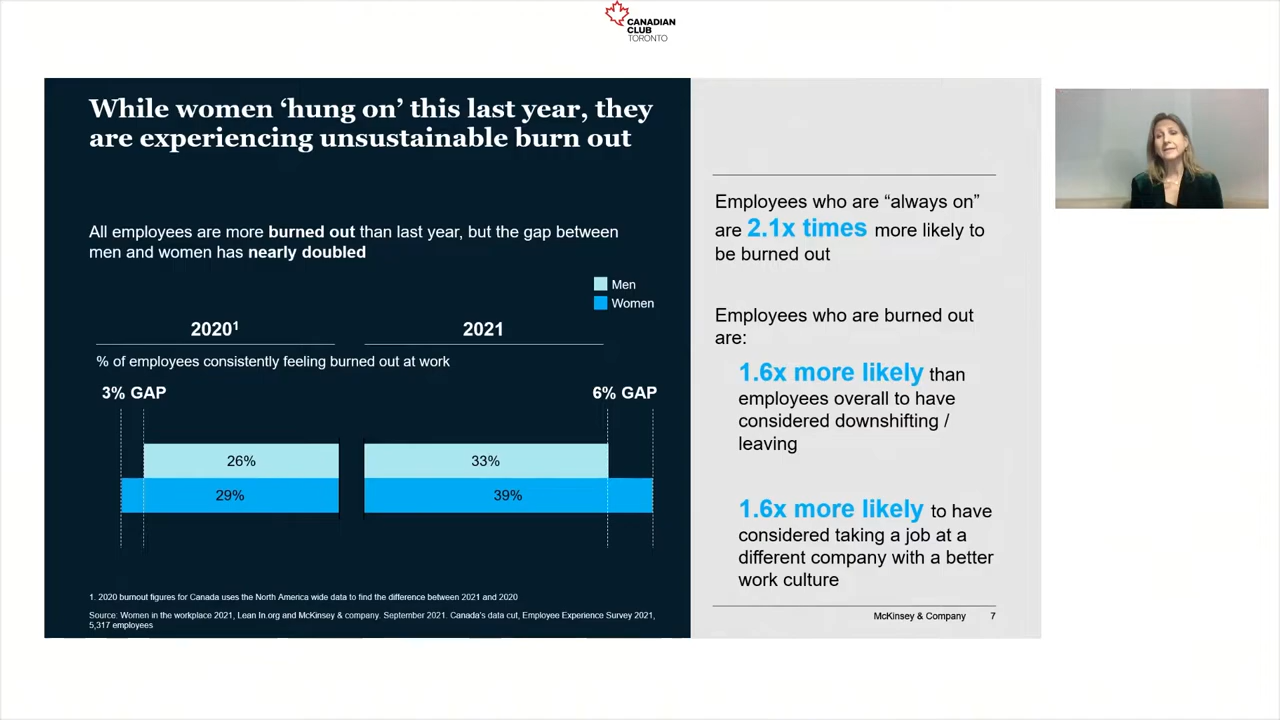 CANADIAN
CLUB
TORONTO
While women ‘hung on’ this last year, they
are experiencing unsustainable burn out
All employees are more burned out than last year, but the gap between
men and women has nearly doubled
Men
Women
2020¹
2021
% of employees consistently feeling burned out at work
3% GAP
6% GAP
26%
33%
29%
39%
1. 2020 burnout figures for Canada uses the North America wide data to find the difference between 2021 and 2020
Source: Women in the workplace 2021, Lean In.org and McKinsey & company. September 2021. Canada’s data cut, Employee Experience Survey 2021,
5,317 employees
Employees who are “always on”
are 2.1x times more likely to
be burned out
Employees who are burned out
are:
1.6x more likely than
employees overall to have
considered downshifting /
leaving
1.6x more likely to have
considered taking a job at a
different company with a better
work culture
McKinsey & Company 7